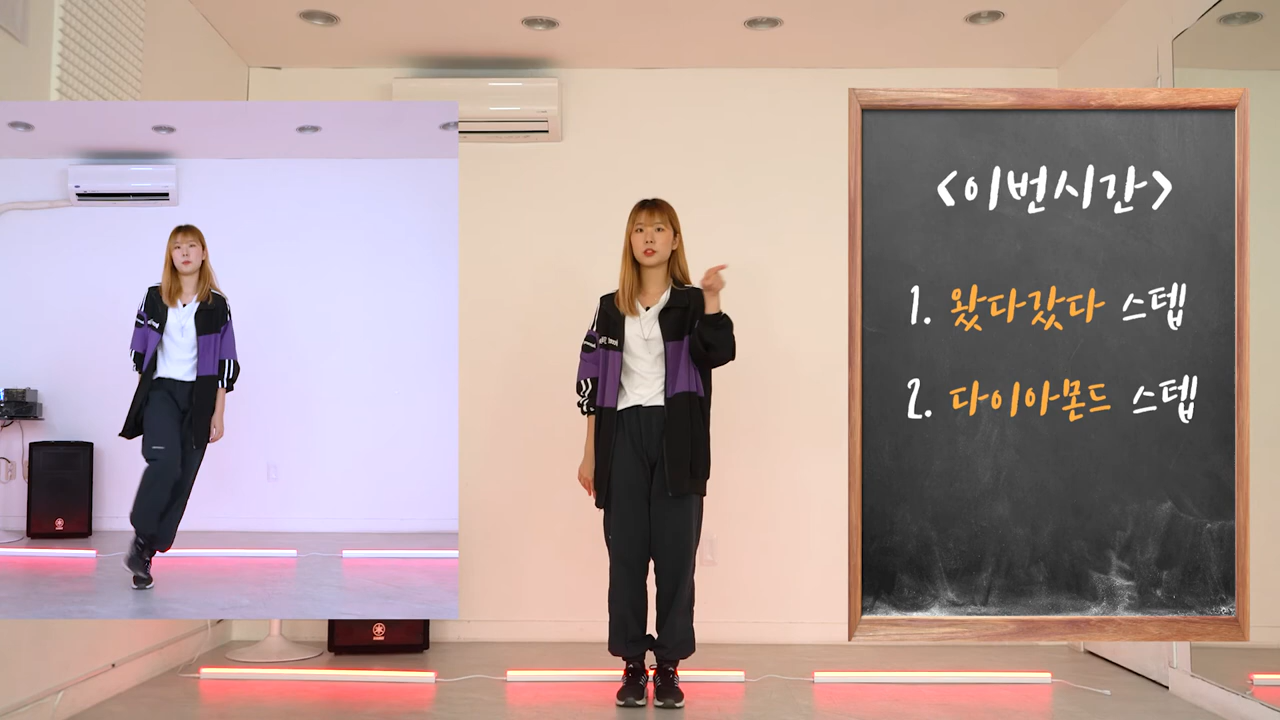 <이번시간>
1. 왔다갔다 스텝
2. 다이아몬드 스텝